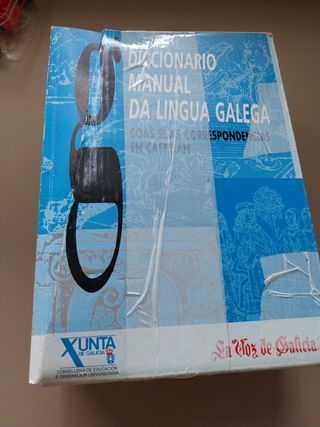 DICCIONARIO
MANUAL
DA LINGUA GALEGA
COAS SÚAS CORRESPONDENCIAS
EN CASTELÁN
XUNTA
DE GALICIA
CONSELLERÍA DE EDUCACIÓN
E ORDENACIÓN UNIVERSITARIA
La Voz de Galicia